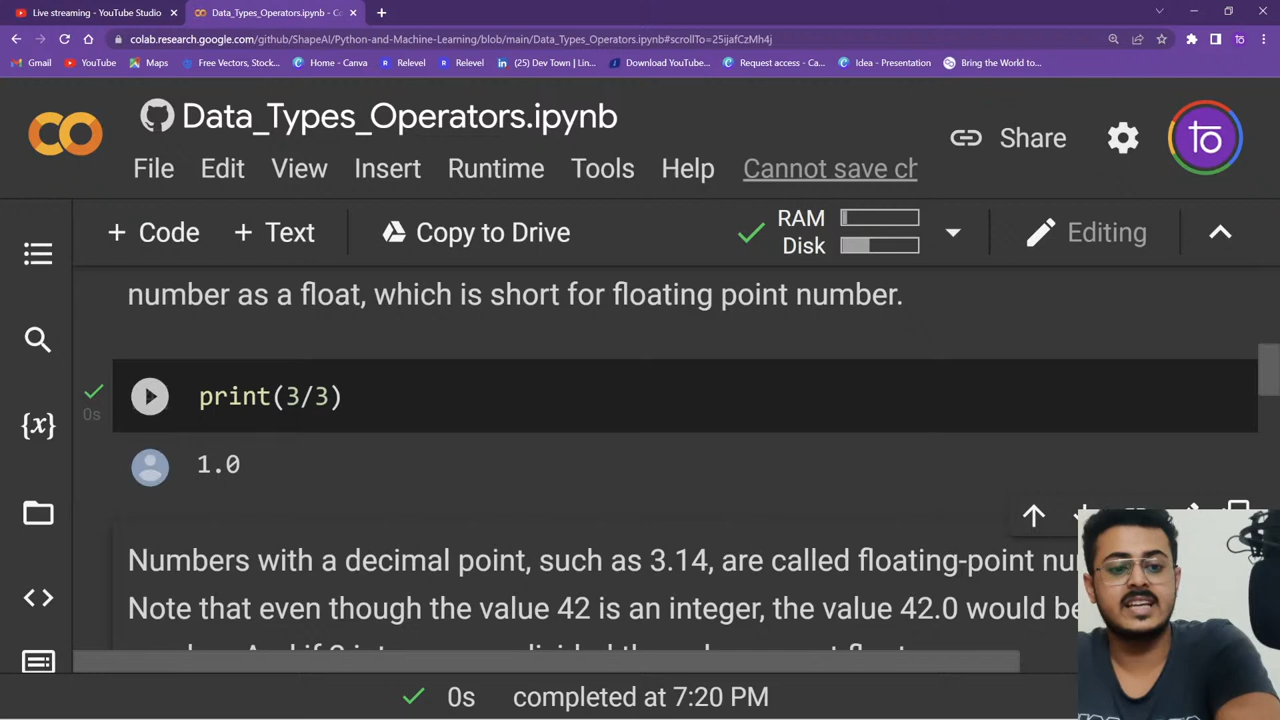 Live streaming - YouTube Studio
Data_Types_Operators.ipynb - Co
colab.research.google.com/github/ShapeAI/Python-and-Machine-Learning/blob/main/Data_Types_Operators.ipynb#scrollTo=25ijafCzMh4j
Gmail YouTube Maps Free Vectors, Stock... Home - Canva Relevel Relevel (25) Dev Town | Lin... Download YouTube... Request access - Ca... Idea - Presentation Bring the World to...
Data_Types_Operators.ipynb
Share
File Edit View Insert Runtime Tools Help Cannot save ch
+ Code + Text Copy to Drive
RAM
Disk
Editing
number as a float, which is short for floating point number.
print(3/3)
0s
1.0
Numbers with a decimal point, such as 3.14, are called floating-point nu
Note that even though the value 42 is an integer, the value 42.0 would be
0s completed at 7:20 PM